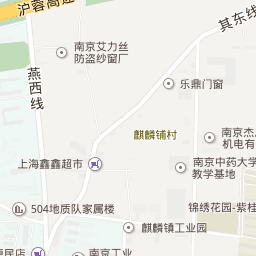 沪蓉高速
其东线
南京艾力丝
防盗纱窗厂
燕西线
乐鼎门窗
麒麟铺村
南京杰
机电有
上海鑫鑫超市
南京中药大学
教学基地
504地质队家属楼
锦绣花园-紫桂
麒麟镇工业园
便民店
南京工业